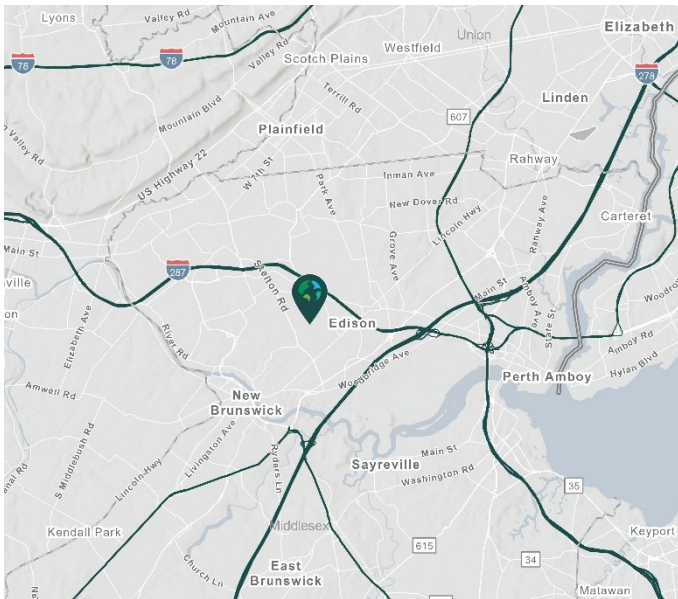 Lyons
Valley Rd
Mountain Ave
Union
Elizabeth
Westfield
Valley Rd
Scotch Plains
78
78
278
Terrill Rd
Linden
Mountain Blvd
607
Plainfield
Valley Rd
US Highway 22
W 7th St
Rahway
Inman Ave
Park Ave
New Dover Rd
Carteret
Lincoln Hwy
Rahway Ave
Grove Ave
Main St
287
Stelton Rd
Main St
Amboy Ave
State St
Edison
Amboy Rd
Hylan Blvd
Elizabeth Ave
River Rd
Woodbridge Ave
Perth Amboy
Amwell Rd
New
Brunswick
S Middlebush Rd
Livingston Ave
Main St
Sayreville
Lincoln-Hwy
Ryders Ln
Washington Rd
35
Kendall Park
Middlesex
Keyport
615
34
Church Ln
East
Brunswick
Matawan